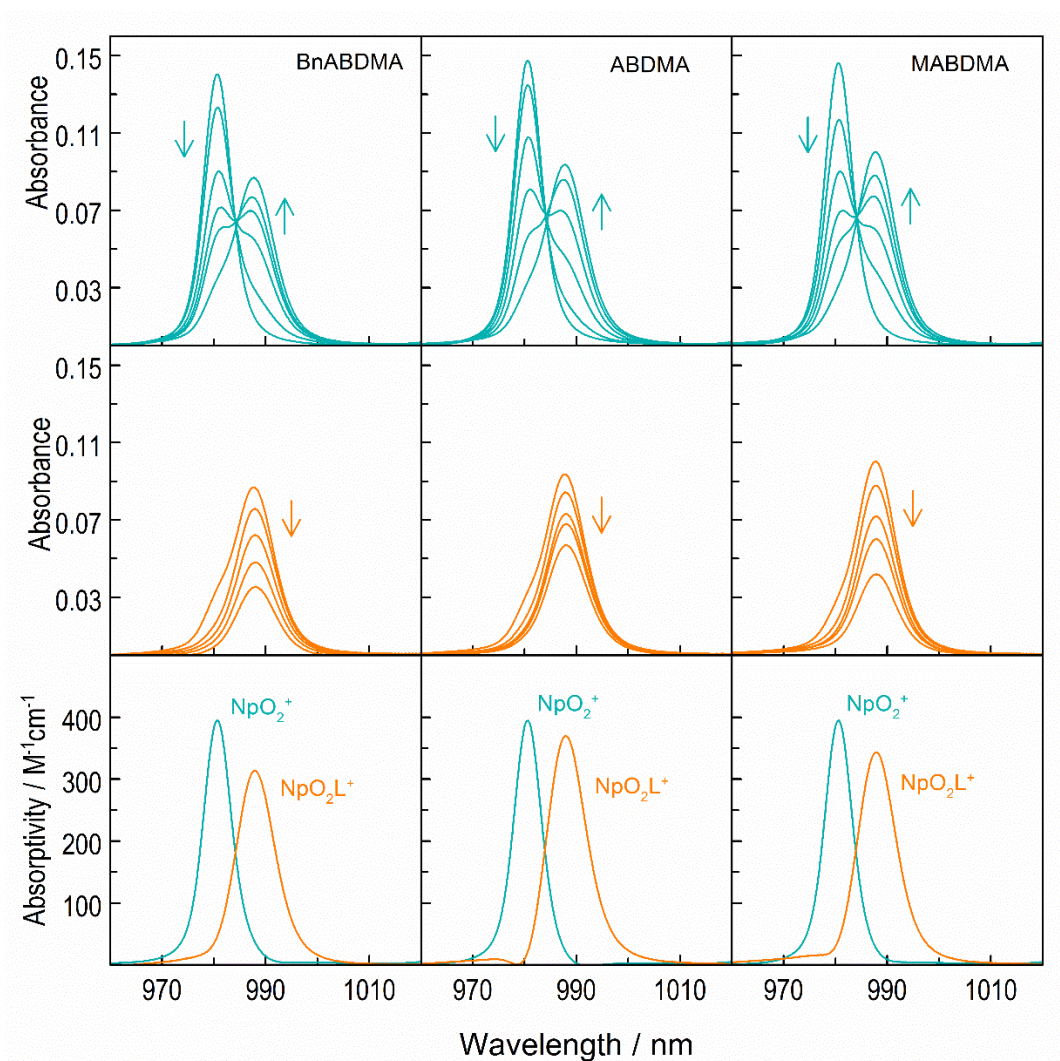 BnABDMA
ABDMA
MABDMA
Absorbance
0.15
0.11
0.07
0.03
Absorbance
0.15
0.11
0.07
0.03
Absorptivity / M⁻¹cm⁻¹
400
300
200
100
NpO₂⁺
NpO₂L⁺
NpO₂⁺
NpO₂L⁺
NpO₂⁺
NpO₂L⁺
970 990 1010 970 990 1010 970 990 1010
Wavelength / nm